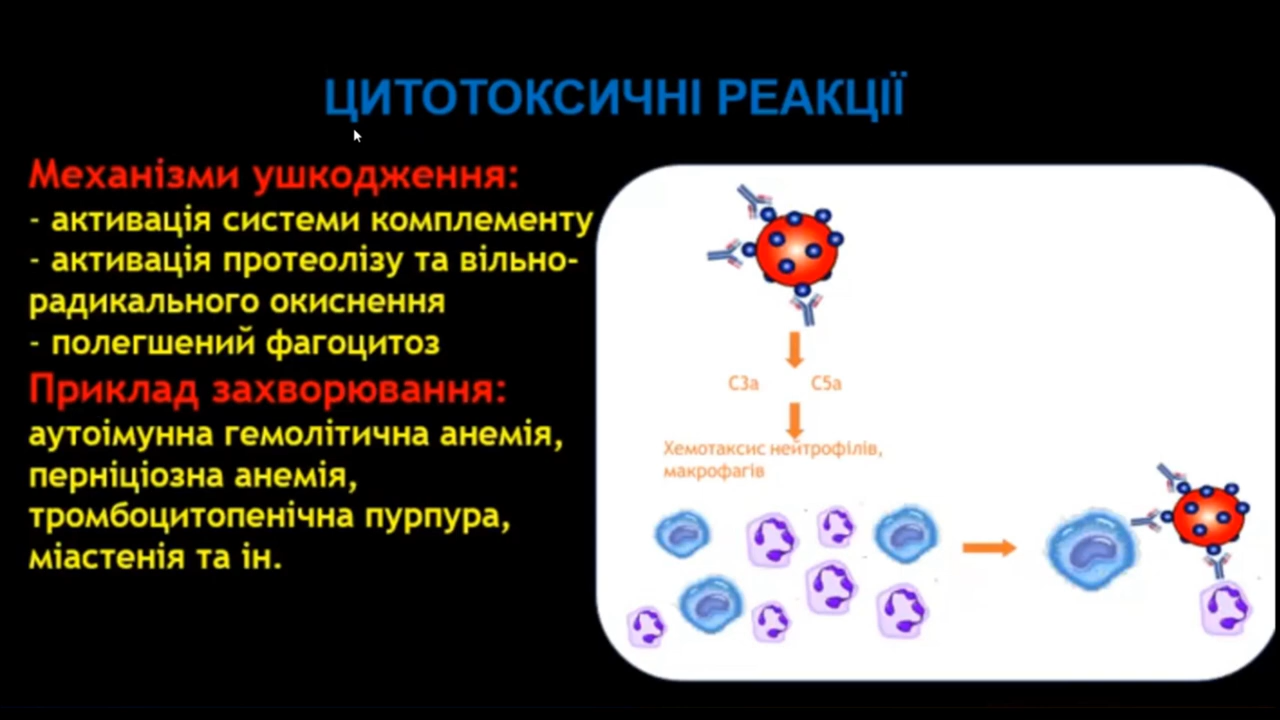 ЦИТОТОКСИЧНІ РЕАКЦІЇ
Механізми ушкодження:
- активація системи комплементу
- активація протеолізу та вільно-
радикального окиснення
- полегшений фагоцитоз
Приклад захворювання:
аутоімунна гемолітична анемія,
перніціозна анемія,
тромбоцитопенічна пурпура,
міастенія та ін.
C3a C5a
Хемотаксис нейтрофілів,
макрофагів